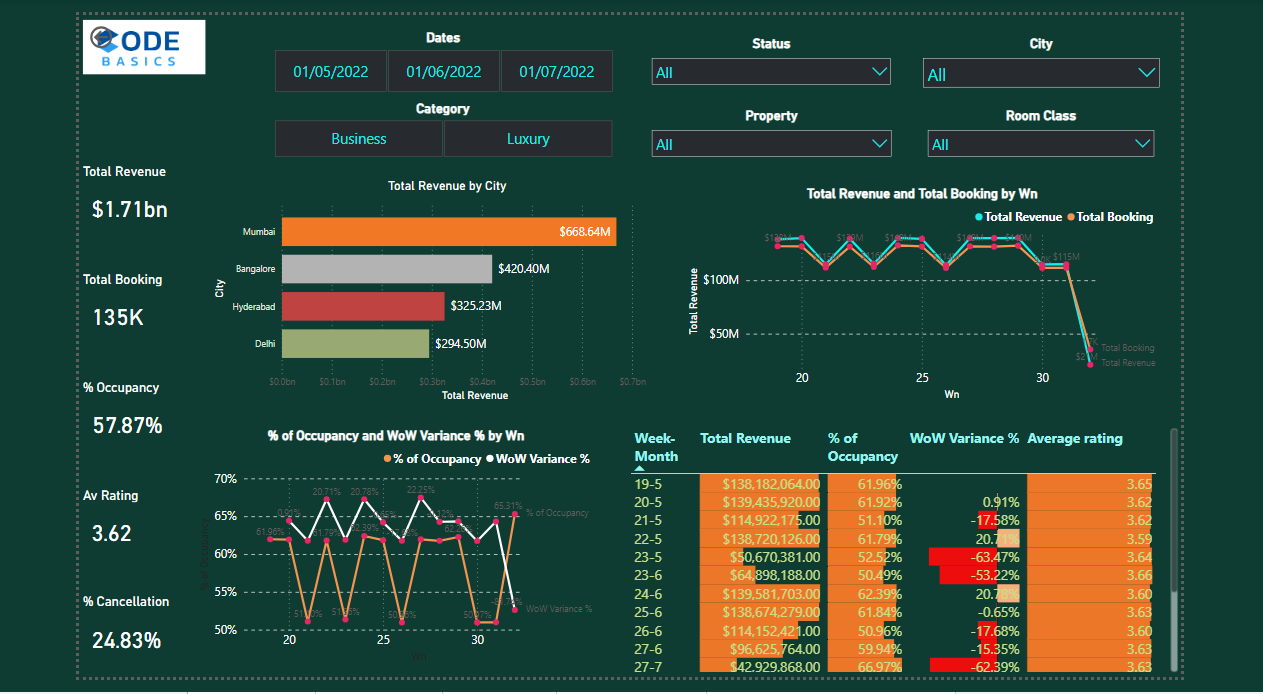 CODE
BASICS
Dates
01/05/2022 01/06/2022 01/07/2022
Category
Business Luxury
Status
All
City
All
Property
All
Room Class
All
Total Revenue
$1.71bn
Total Booking
135K
% Occupancy
57.87%
Av Rating
3.62
% Cancellation
24.83%
Total Revenue by City
City
Mumbai $668.64M
Bangalore $420.40M
Hyderabad $325.23M
Delhi $294.50M
$0.0bn $0.1bn $0.2bn $0.3bn $0.4bn $0.5bn $0.6bn $0.7bn
Total Revenue
Total Revenue and Total Booking by Wn
Total Revenue Total Booking
Total Revenue
$100M
$50M
$115M
Total Booking
Total Revenue
20 25 30
Wn
% of Occupancy and WoW Variance % by Wn
% of Occupancy WoW Variance %
% of Occupancy
70%
65%
60%
55%
50%
20.71% 20.78% 22.25%
65.31%
% of Occupancy
61.96%
WoW Variance %
20 25 30
Wn
Week-Month Total Revenue % of Occupancy WoW Variance % Average rating
19-5 $138,182,064.00 61.96% 3.65
20-5 $139,435,920.00 61.92% 0.91% 3.62
21-5 $114,922,175.00 51.10% -17.58% 3.62
22-5 $138,720,126.00 61.79% 20.71% 3.59
23-5 $50,670,381.00 52.52% -63.47% 3.64
23-6 $64,898,188.00 50.49% -53.22% 3.66
24-6 $139,581,703.00 62.39% 20.78% 3.60
25-6 $138,674,279.00 61.84% -0.65% 3.63
26-6 $114,152,421.00 50.96% -17.68% 3.60
27-6 $96,625,764.00 59.94% -15.35% 3.63
27-7 $42,929,868.00 66.97% -62.39% 3.63